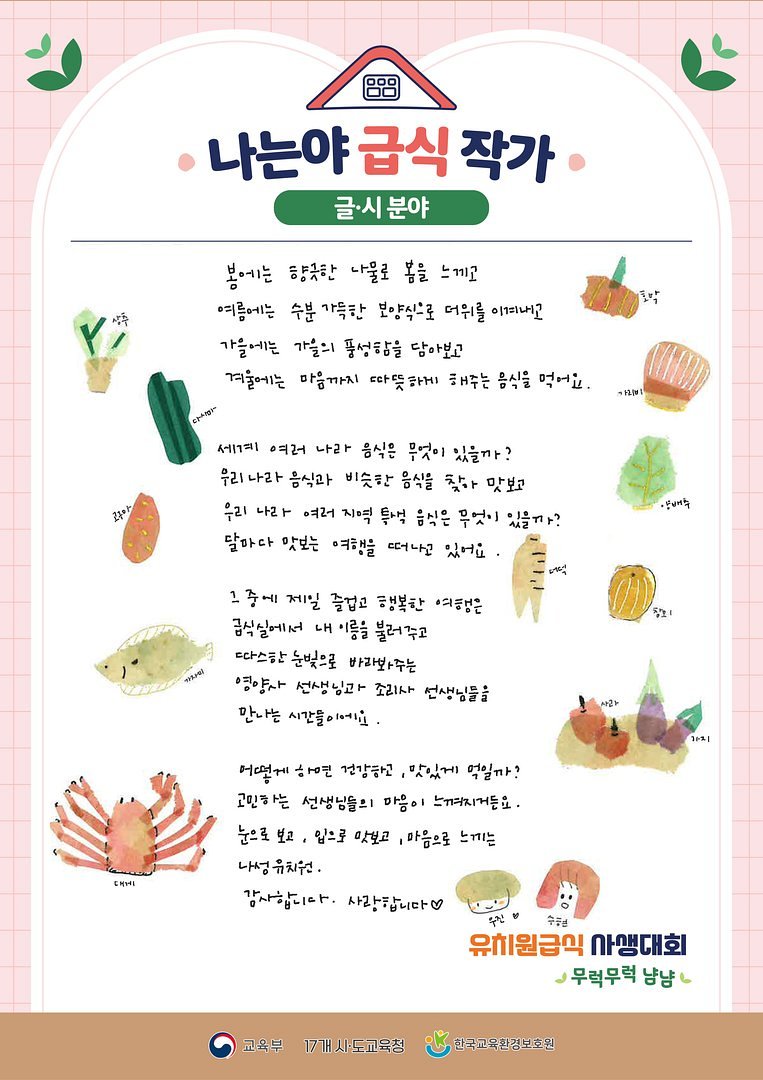 나는야 급식 작가
글·시 분야
봄에는 향긋한 나물로 봄을 느끼고
여름에는 수분 가득한 보양식으로 더위를 이겨내고
가을에는 가을의 풍성함을 담아보고
겨울에는 마음까지 따뜻하게 해주는 음식을 먹어요.
세계 여러 나라 음식은 무엇이 있을까?
우리나라 음식과 비슷한 음식을 찾아 맛보고
우리 나라 여러 지역 특색 음식은 무엇이 있을까?
달마다 맛보는 여행을 떠나고 있어요.
그 중에 제일 즐겁고 행복한 여행은
급식실에서 내 이름을 불러주고
따스한 눈빛으로 바라봐주는
영양사 선생님과 조리사 선생님들을
만나는 시간들이에요.
어떻게 하면 건강하고, 맛있게 먹일까?
고민하는 선생님들의 마음이 느껴지거든요.
눈으로 보고, 입으로 맛보고, 마음으로 느끼는
나성유치원.
감사합니다. 사랑합니다♡
상추
다시마
가자미
대게
호박
가리비
양배추
더덕
사과
가지
우진
유치원급식 사생대회
무럭무럭 냠냠
교육부
17개 시·도교육청
한국교육환경보호원